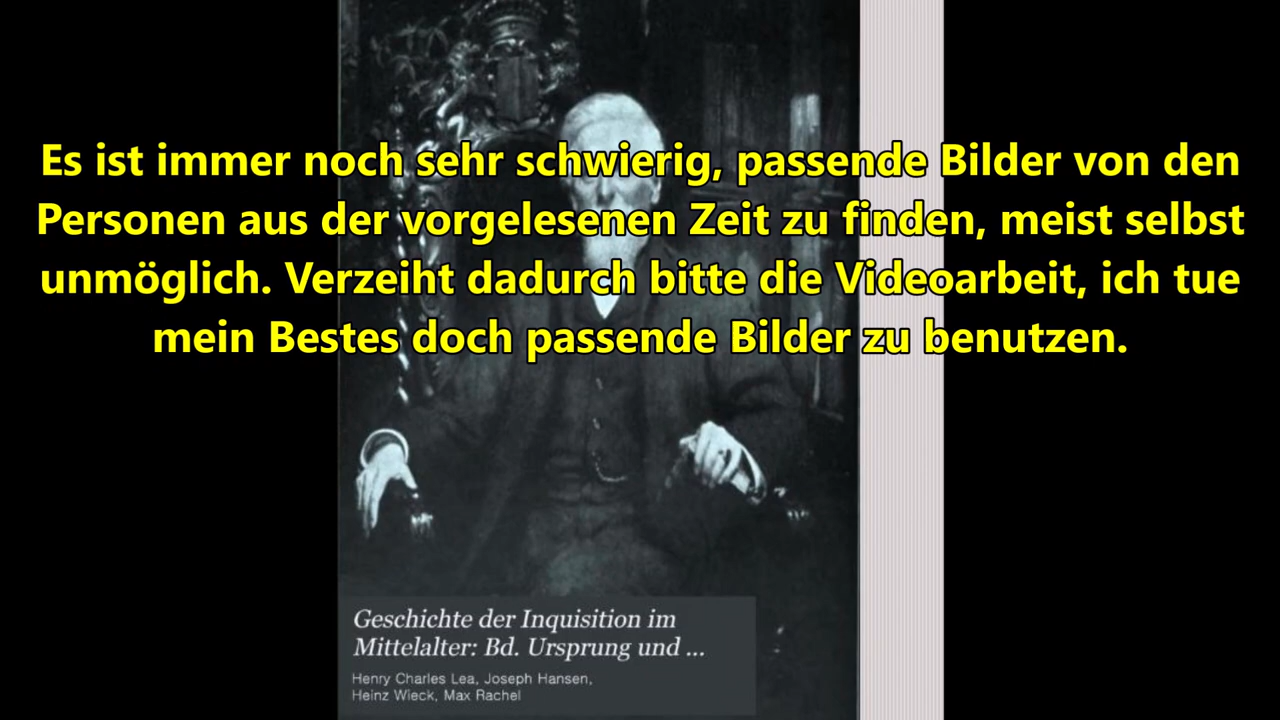 Es ist immer noch sehr schwierig, passende Bilder von den
Personen aus der vorgelesenen Zeit zu finden, meist selbst
unmöglich. Verzeiht dadurch bitte die Videoarbeit, ich tue
mein Bestes doch passende Bilder zu benutzen.
Geschichte der Inquisition im
Mittelalter: Bd. Ursprung und ...
Henry Charles Lea, Joseph Hansen,
Heinz Wieck, Max Rachel